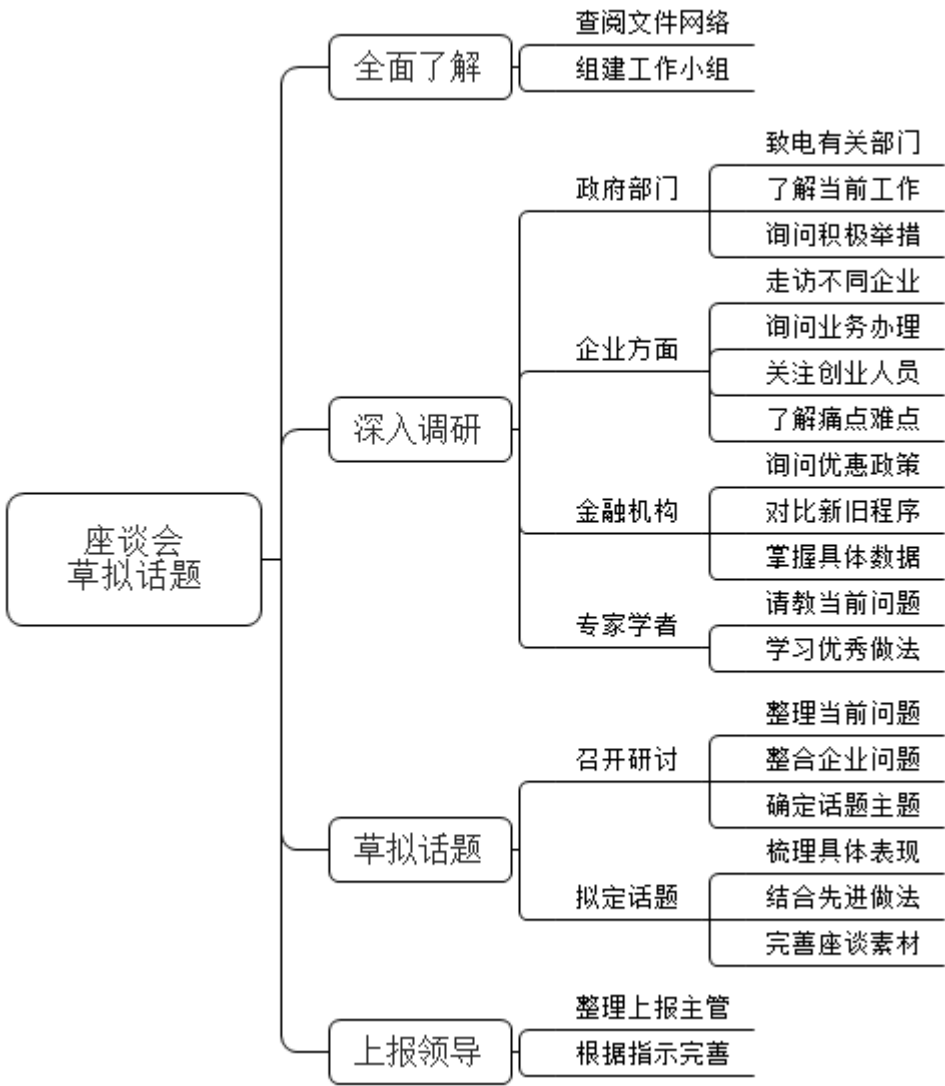 座谈会
草拟话题
全面了解
查阅文件网络
组建工作小组
深入调研
政府部门
致电有关部门
了解当前工作
询问积极举措
企业方面
走访不同企业
询问业务办理
关注创业人员
了解痛点难点
金融机构
询问优惠政策
对比新旧程序
掌握具体数据
专家学者
请教当前问题
学习优秀做法
草拟话题
召开研讨
整理当前问题
整合企业问题
确定话题主题
拟定话题
梳理具体表现
结合先进做法
完善座谈素材
上报领导
整理上报主管
根据指示完善